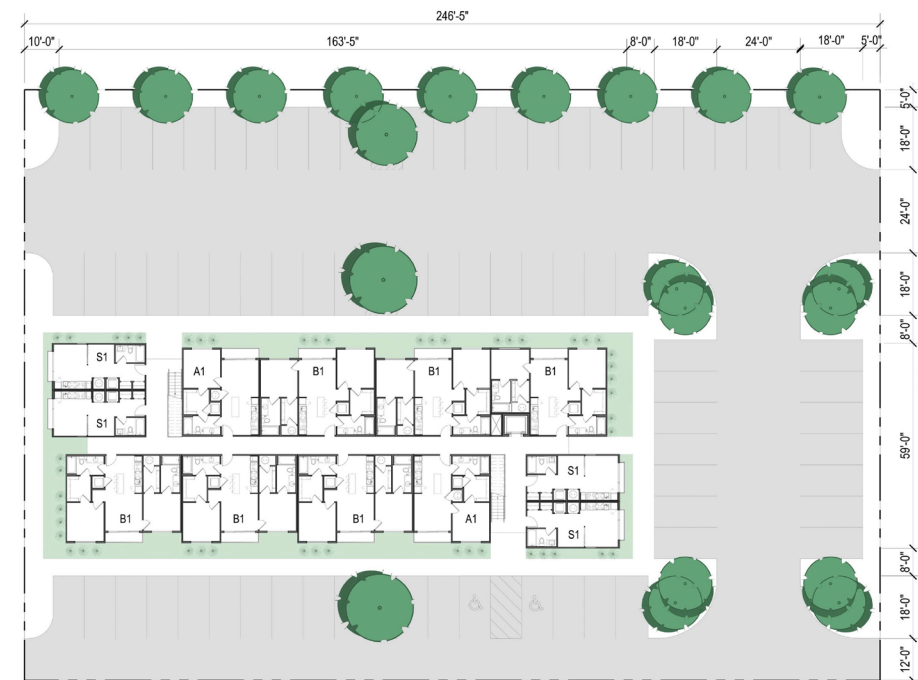 246'-5"
10'-0"
163'-5"
8'-0"
18'-0"
24'-0"
18'-0"
5'-0"
5'-0"
18'-0"
24'-0"
18'-0"
8'-0"
59'-0"
8'-0"
18'-0"
12'-0"
S1
A1
B1
B1
B1
S1
S1
B1
B1
B1
A1
S1